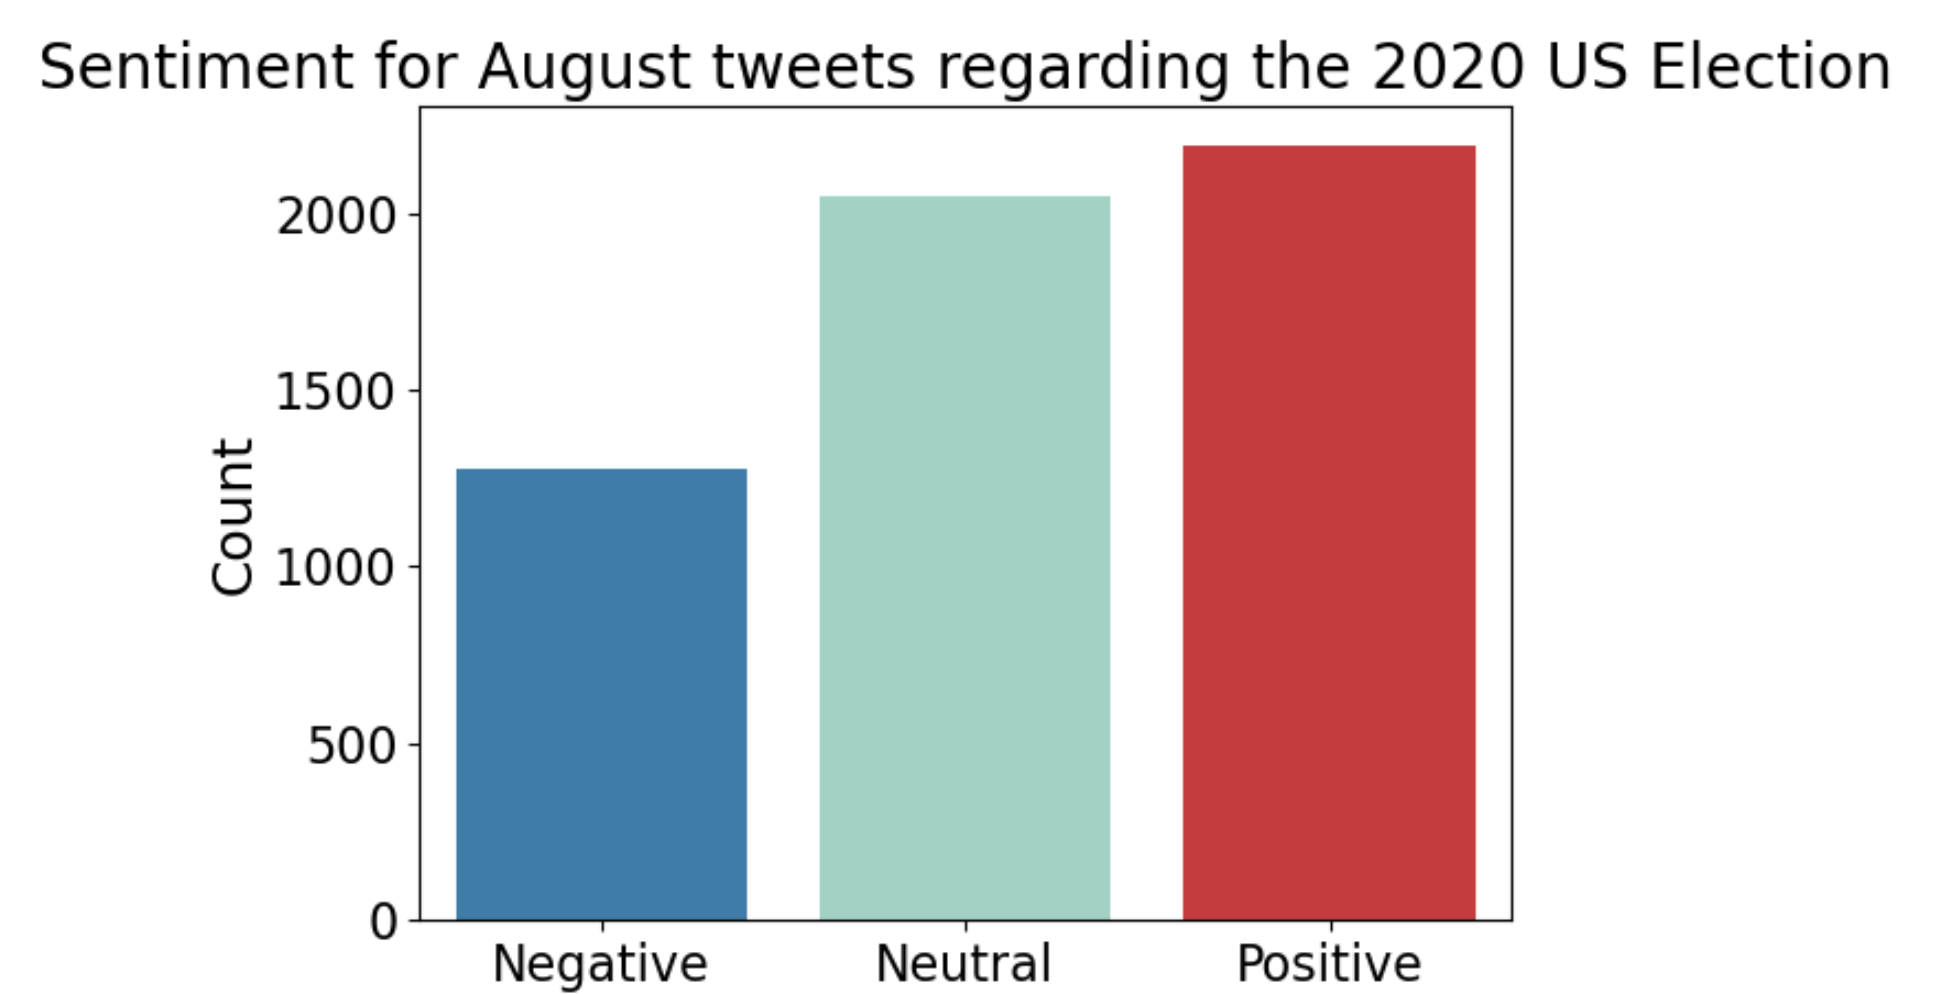 Sentiment for August tweets regarding the 2020 US Election
2000
1500
1000
500
0
Count
Negative
Neutral
Positive